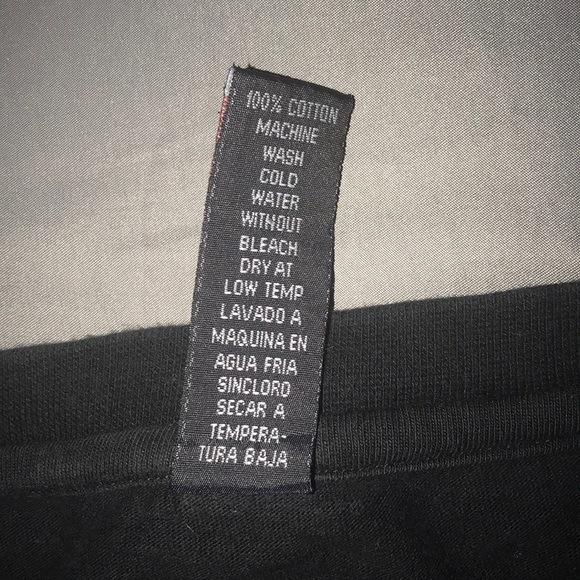 100% COTTON
MACHINE
WASH
COLD
WATER
WITHOUT
BLEACH
DRY AT
LOW TEMP
LAVADO A
MAQUINA EN
AGUA FRIA
SINCLORO
SECAR A
TEMPERA-
TURA BAJA